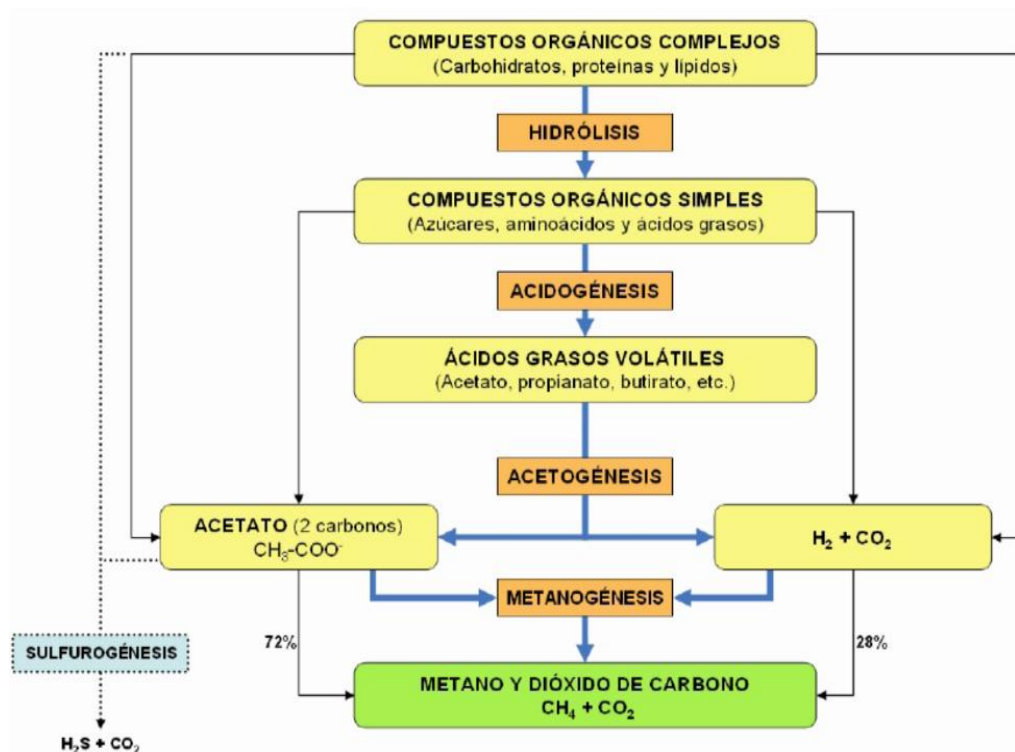 COMPUESTOS ORGÁNICOS COMPLEJOS
(Carbohidratos, proteínas y lípidos)
HIDRÓLISIS
COMPUESTOS ORGÁNICOS SIMPLES
(Azúcares, aminoácidos y ácidos grasos)
ACIDOGÉNESIS
ÁCIDOS GRASOS VOLÁTILES
(Acetato, propianato, butirato, etc.)
ACETOGÉNESIS
ACETATO (2 carbonos)
CH₃-COO⁻
H₂ + CO₂
METANOGÉNESIS
SULFUROGÉNESIS
72%
28%
METANO Y DIÓXIDO DE CARBONO
CH₄ + CO₂
H₂S + CO₂